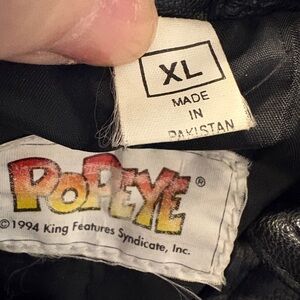 XL
MADE
IN
PAKISTAN
POPEYE®
©1994 King Features Syndicate, Inc.